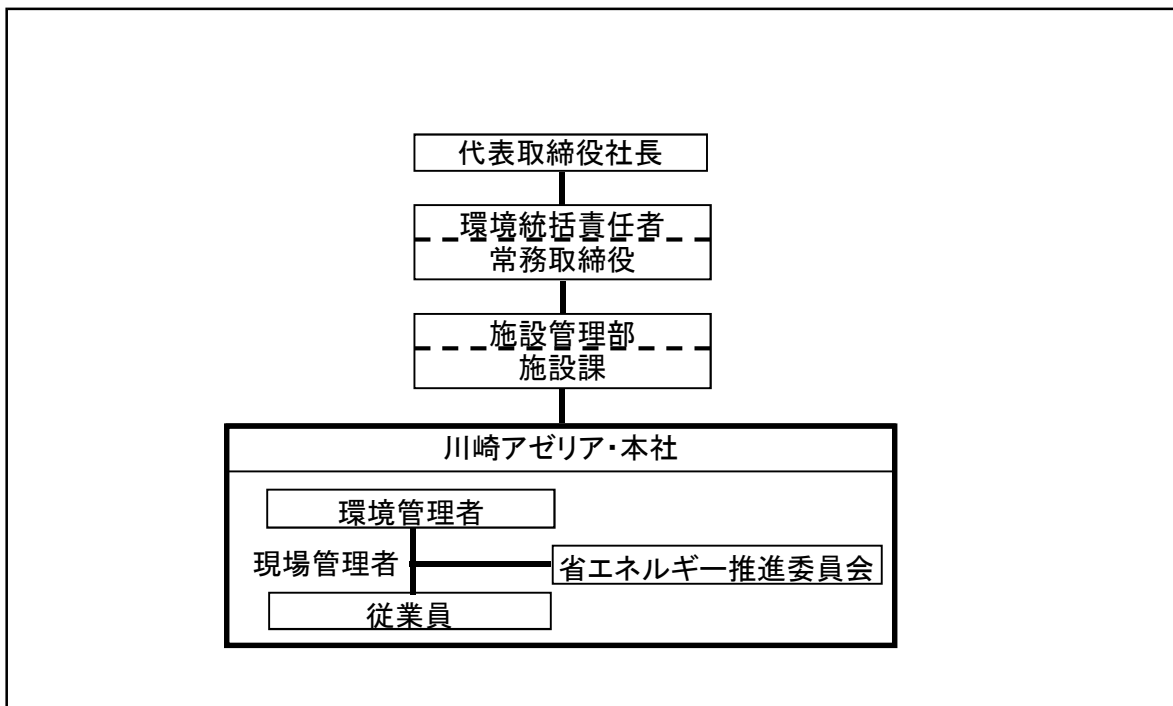 代表取締役社長
環境統括責任者
常務取締役
施設管理部
施設課
川崎アゼリア・本社
環境管理者
現場管理者
省エネルギー推進委員会
従業員